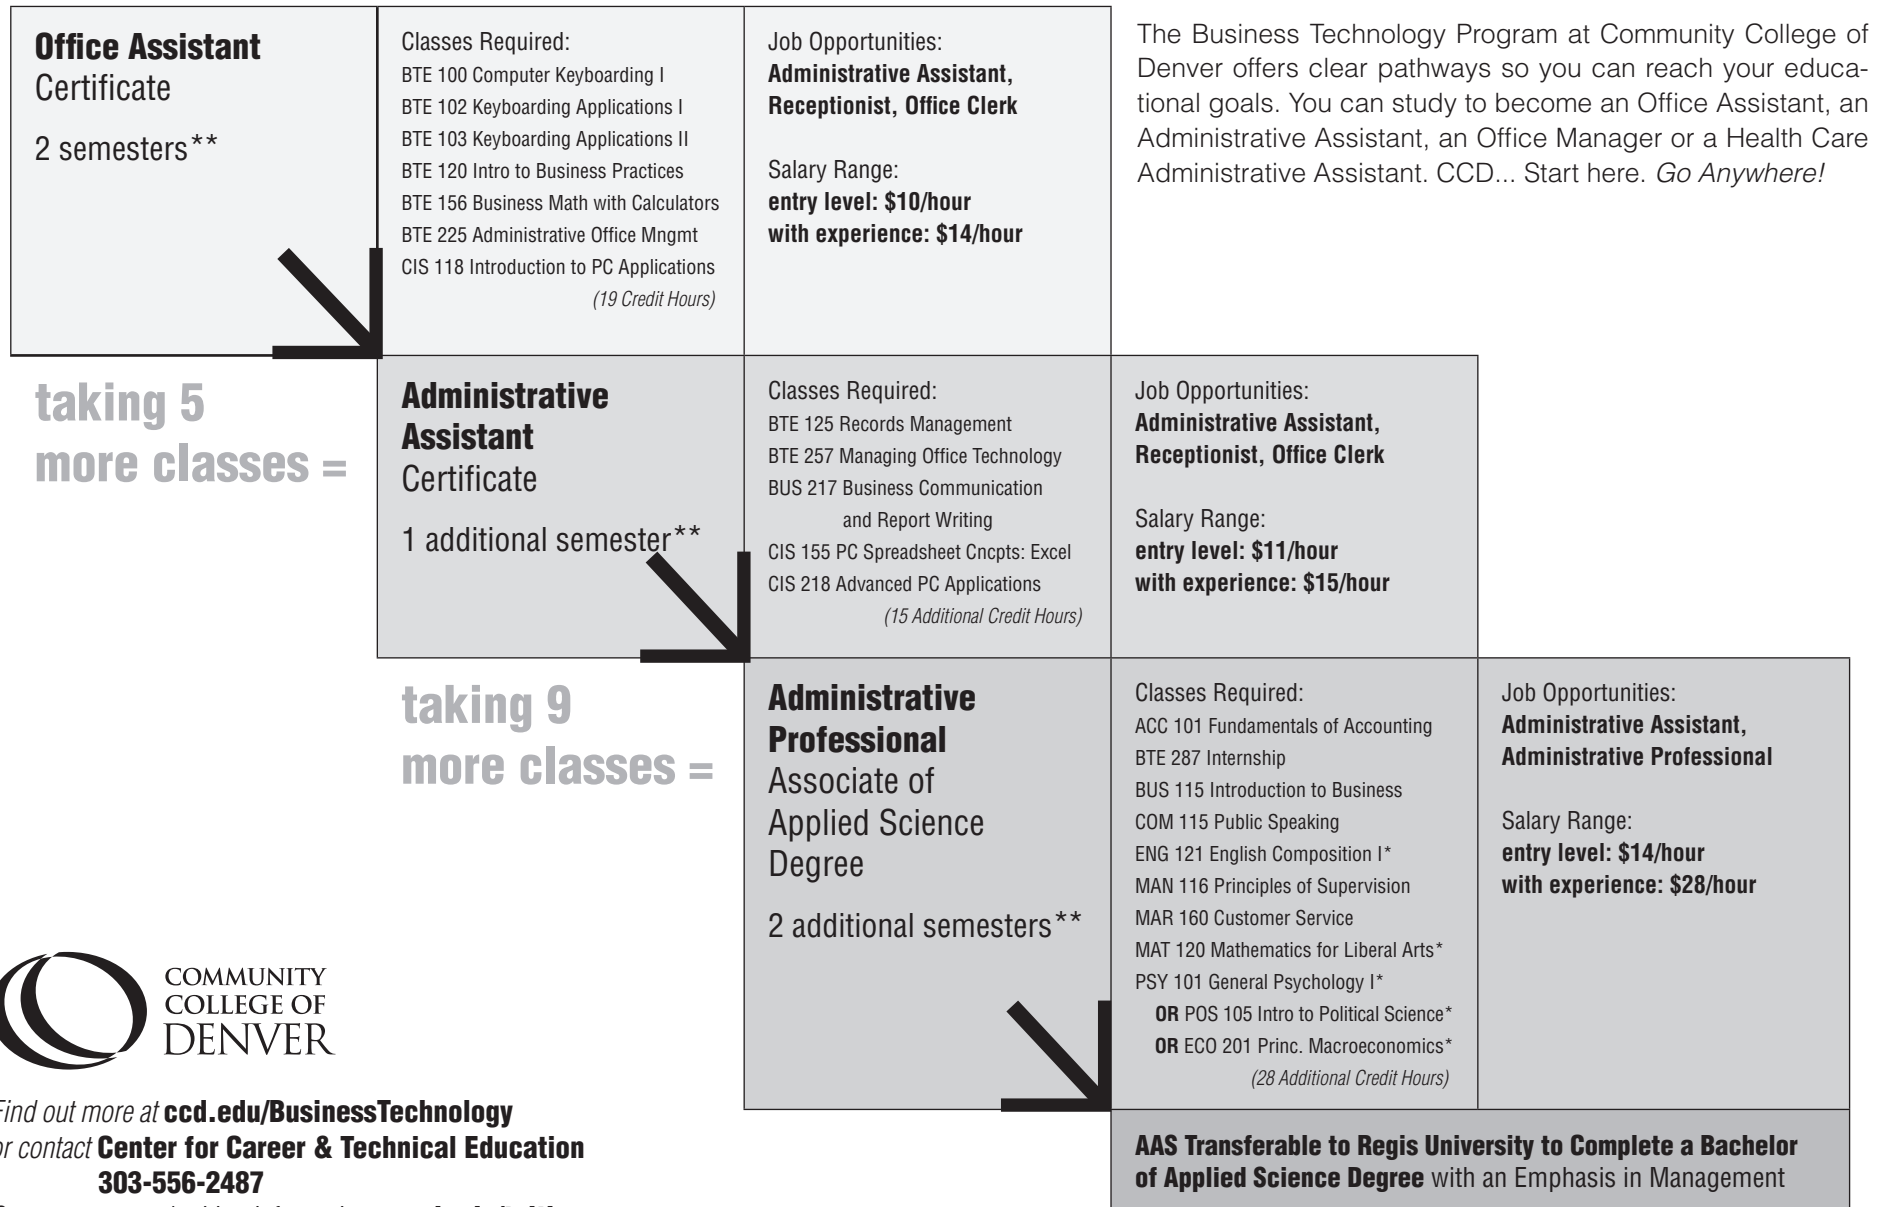 Office Assistant
Certificate
2 semesters**
Classes Required:
BTE 100 Computer Keyboarding I
BTE 102 Keyboarding Applications I
BTE 103 Keyboarding Applications II
BTE 120 Intro to Business Practices
BTE 156 Business Math with Calculators
BTE 225 Administrative Office Mngmt
CIS 118 Introduction to PC Applications
(19 Credit Hours)
Job Opportunities:
Administrative Assistant,
Receptionist, Office Clerk
Salary Range:
entry level: $10/hour
with experience: $14/hour
The Business Technology Program at Community College of
Denver offers clear pathways so you can reach your educa-
tional goals. You can study to become an Office Assistant, an
Administrative Assistant, an Office Manager or a Health Care
Administrative Assistant. CCD... Start here. Go Anywhere!
taking 5
more classes =
Administrative
Assistant
Certificate
1 additional semester**
Classes Required:
BTE 125 Records Management
BTE 257 Managing Office Technology
BUS 217 Business Communication
and Report Writing
CIS 155 PC Spreadsheet Cncpts: Excel
CIS 218 Advanced PC Applications
(15 Additional Credit Hours)
Job Opportunities:
Administrative Assistant,
Receptionist, Office Clerk
Salary Range:
entry level: $11/hour
with experience: $15/hour
taking 9
more classes =
Administrative
Professional
Associate of
Applied Science
Degree
2 additional semesters**
Classes Required:
ACC 101 Fundamentals of Accounting
BTE 287 Internship
BUS 115 Introduction to Business
COM 115 Public Speaking
ENG 121 English Composition I*
MAN 116 Principles of Supervision
MAR 160 Customer Service
MAT 120 Mathematics for Liberal Arts*
PSY 101 General Psychology I*
OR POS 105 Intro to Political Science*
OR ECO 201 Princ. Macroeconomics*
(28 Additional Credit Hours)
Job Opportunities:
Administrative Assistant,
Administrative Professional
Salary Range:
entry level: $14/hour
with experience: $28/hour
AAS Transferable to Regis University to Complete a Bachelor
of Applied Science Degree with an Emphasis in Management
COMMUNITY
COLLEGE OF
DENVER
Find out more at ccd.edu/BusinessTechnology
or contact Center for Career & Technical Education
303-556-2487